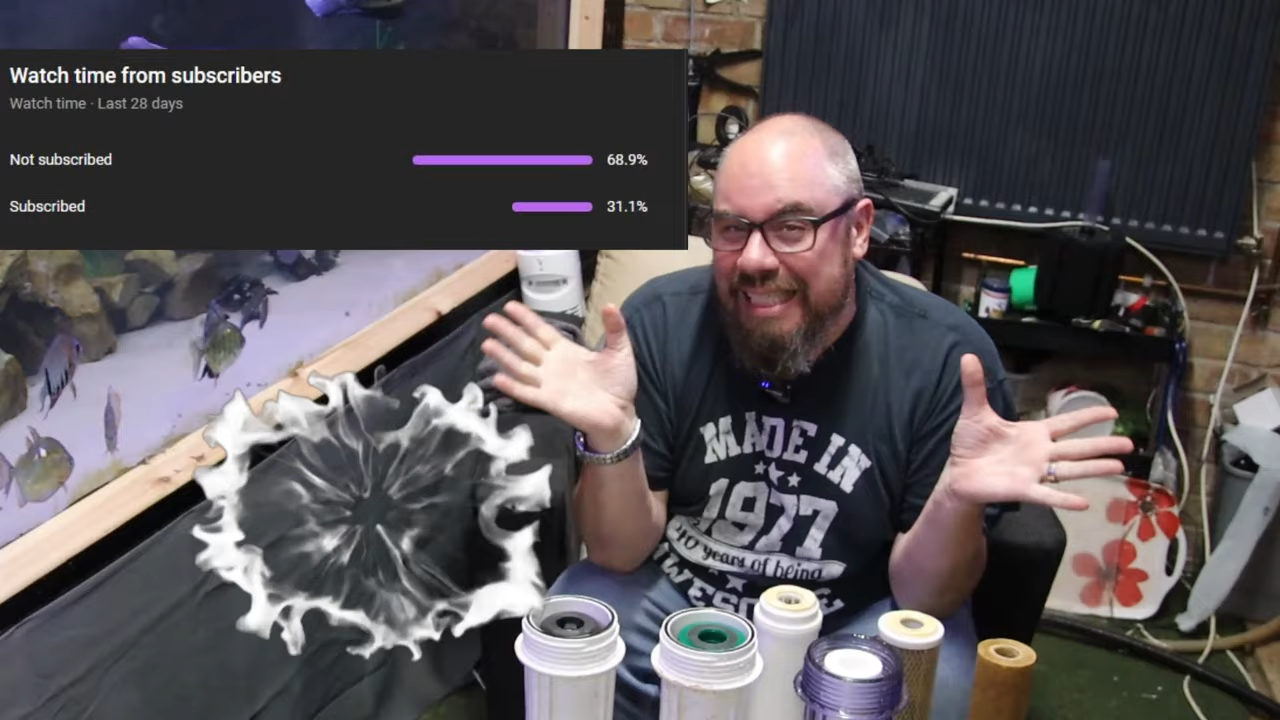 Watch time from subscribers
Watch time · Last 28 days
Not subscribed 68.9%
Subscribed 31.1%
MADE IN
1977
40 years of being
AWESOME